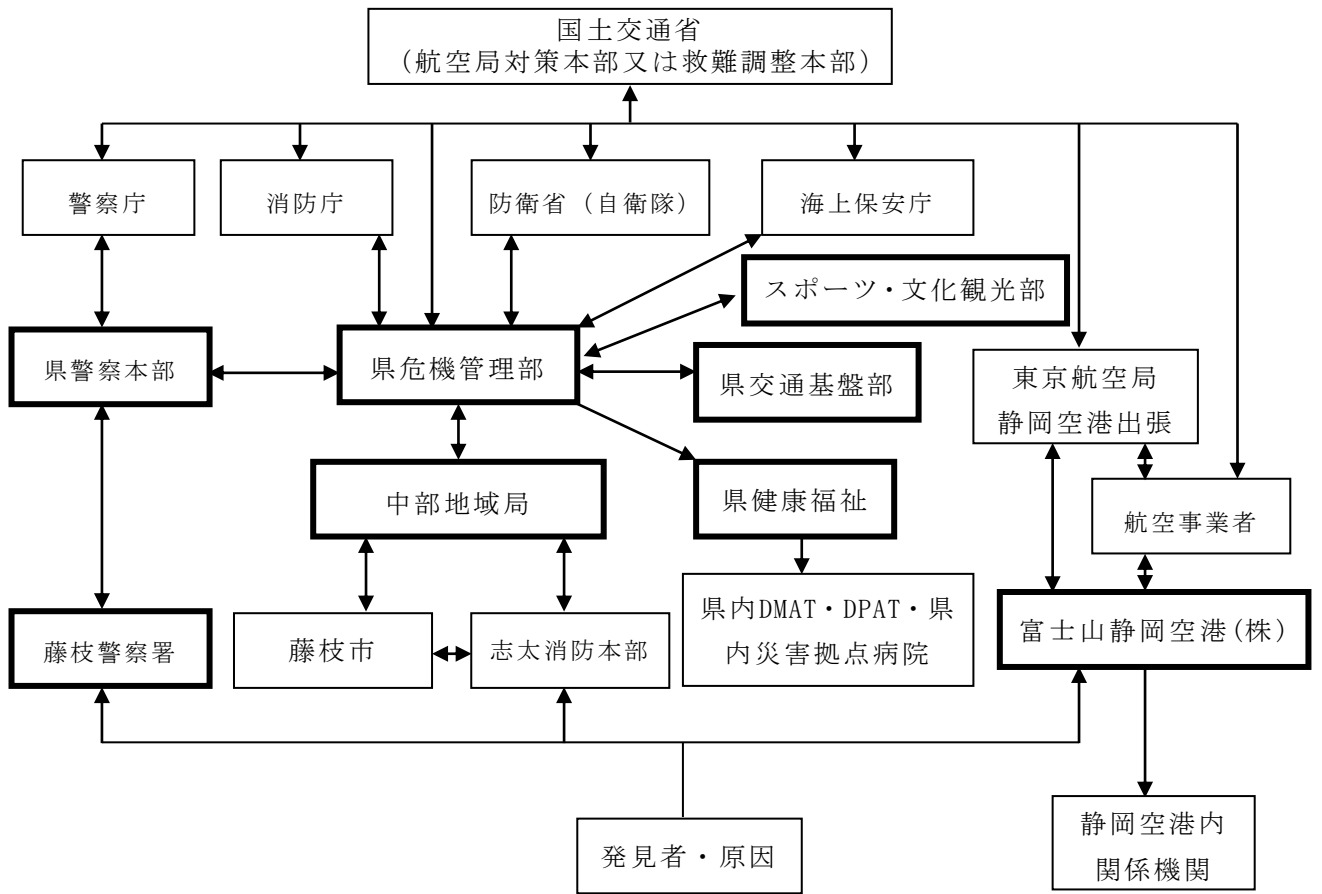 国土交通省
(航空局対策本部又は救難調整本部)
警察庁
消防庁
防衛省(自衛隊)
海上保安庁
スポーツ・文化観光部
県警察本部
県危機管理部
県交通基盤部
東京航空局
静岡空港出張
中部地域局
県健康福祉
航空事業者
藤枝警察署
藤枝市
志太消防本部
県内DMAT・DPAT・県
内災害拠点病院
富士山静岡空港(株)
発見者・原因
静岡空港内
関係機関